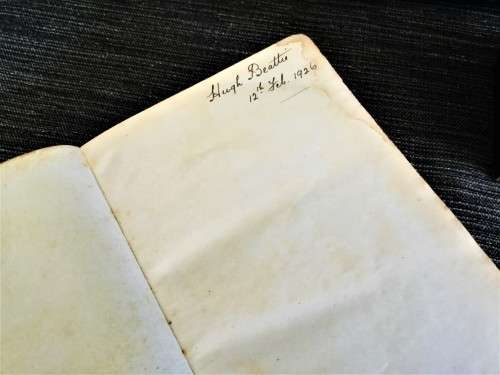 Hugh Beattie
12th Feb. 1926